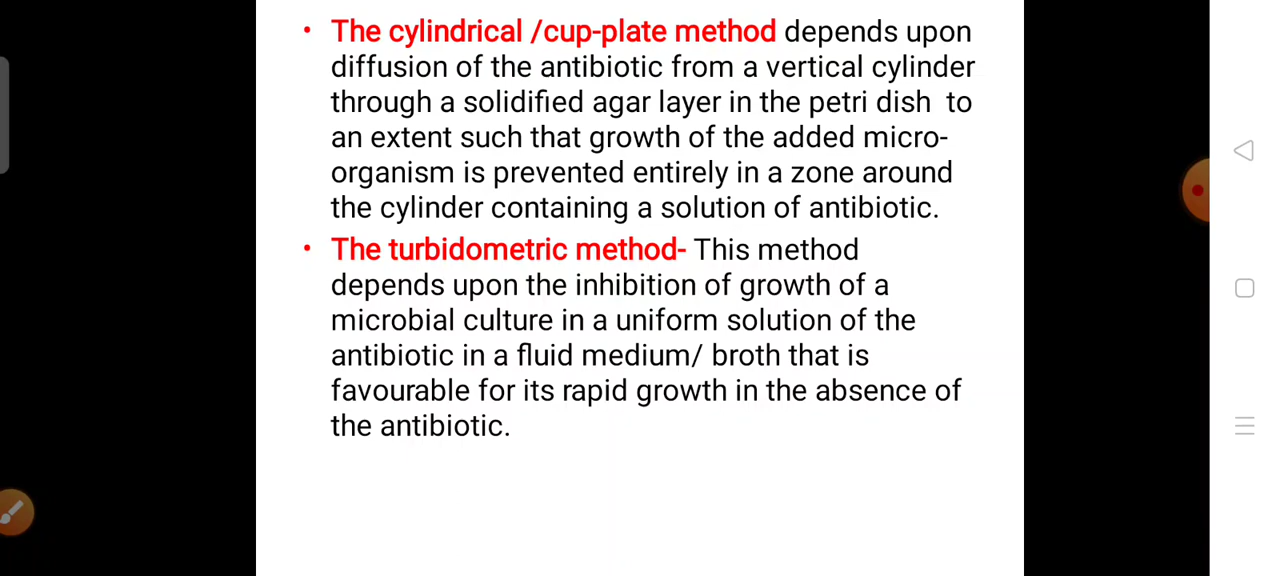 • The cylindrical /cup-plate method depends upon
diffusion of the antibiotic from a vertical cylinder
through a solidified agar layer in the petri dish to
an extent such that growth of the added micro-
organism is prevented entirely in a zone around
the cylinder containing a solution of antibiotic.
• The turbidometric method- This method
depends upon the inhibition of growth of a
microbial culture in a uniform solution of the
antibiotic in a fluid medium/ broth that is
favourable for its rapid growth in the absence of
the antibiotic.